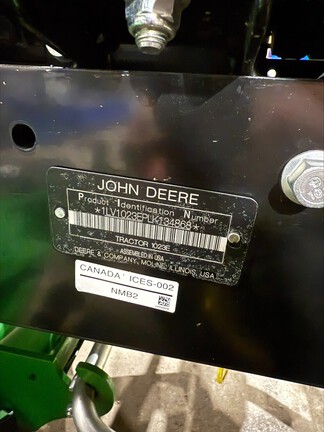 JOHN DEERE
Product Identification Number
*1LV1023EPLK134868*
TRACTOR 1023E
ASSEMBLED IN USA
DEERE & COMPANY, MOLINE, ILLINOIS, USA
CANADA ICES-002
NMB2